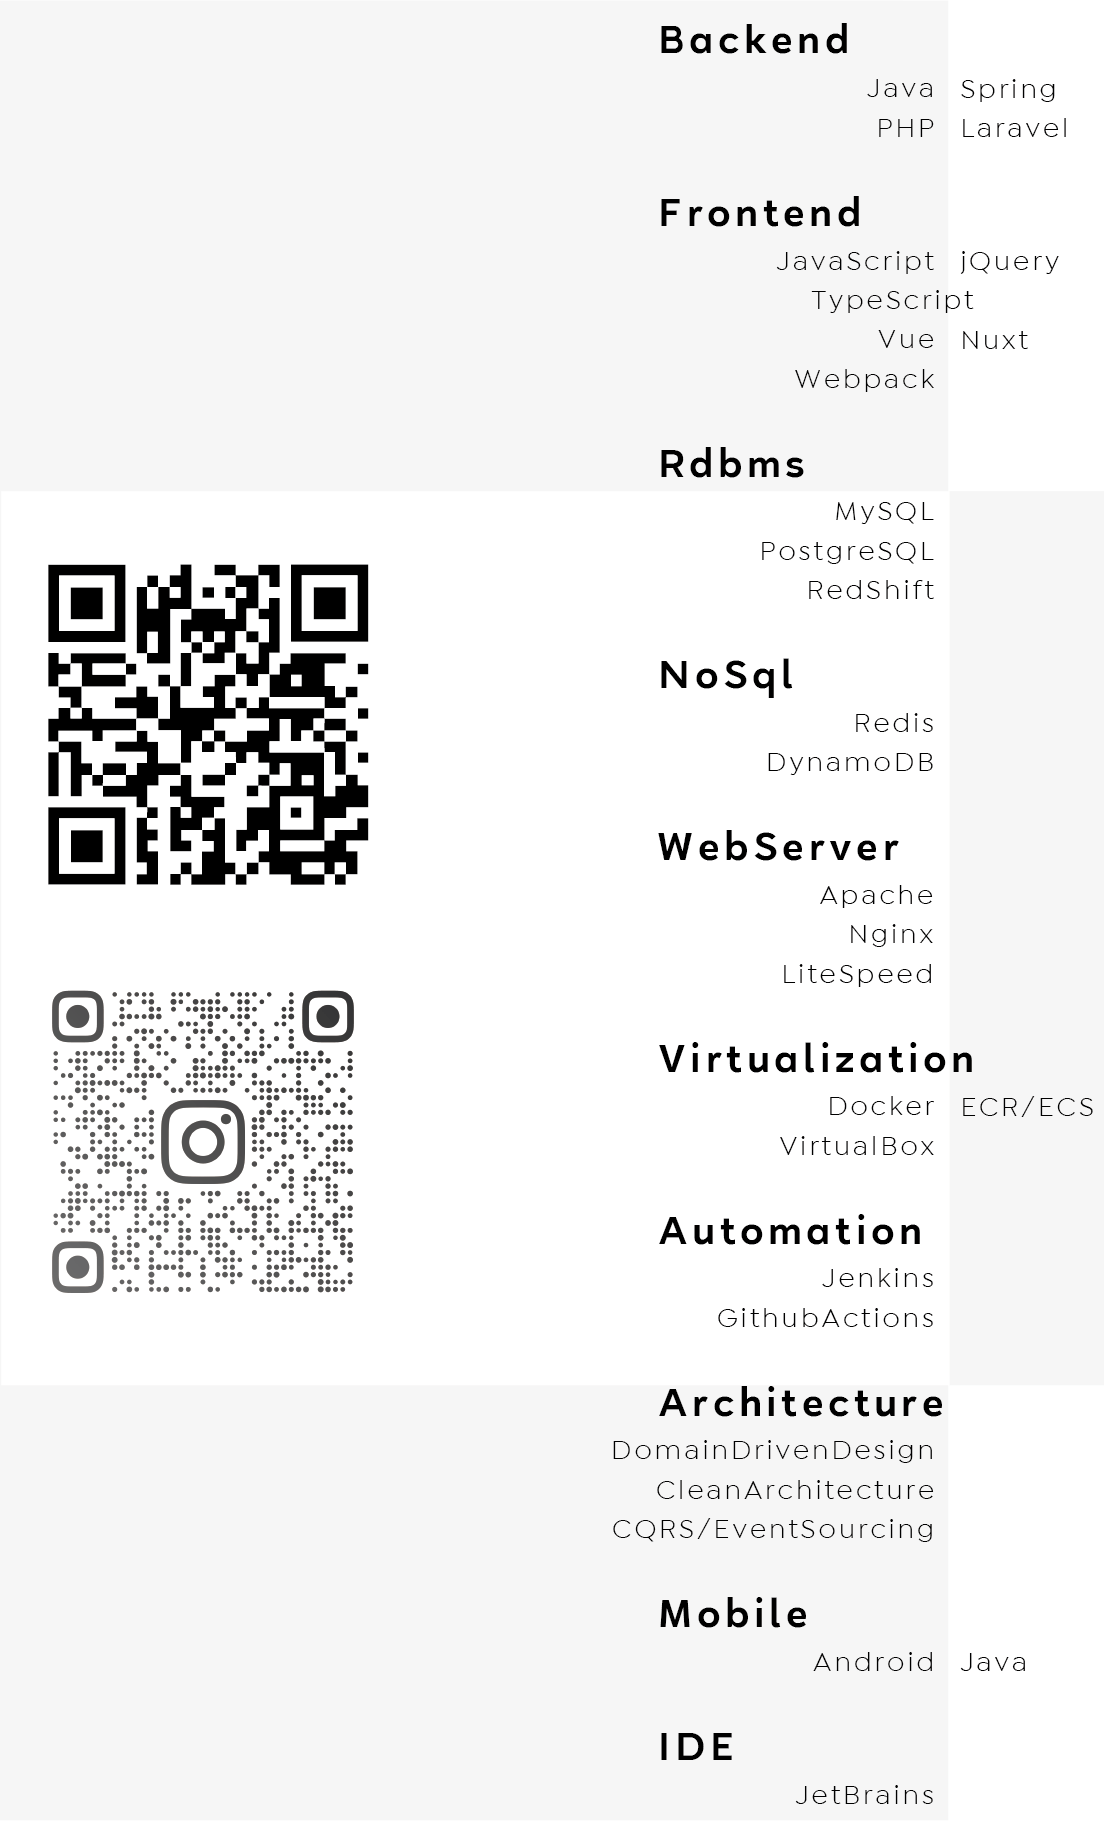 Backend
Java Spring
PHP Laravel
Frontend
JavaScript jQuery
TypeScript
Vue Nuxt
Webpack
Rdbms
MySQL
PostgreSQL
RedShift
NoSql
Redis
DynamoDB
WebServer
Apache
Nginx
LiteSpeed
Virtualization
Docker ECR/ECS
VirtualBox
Automation
Jenkins
GithubActions
Architecture
DomainDrivenDesign
CleanArchitecture
CQRS/EventSourcing
Mobile
Android Java
IDE
JetBrains